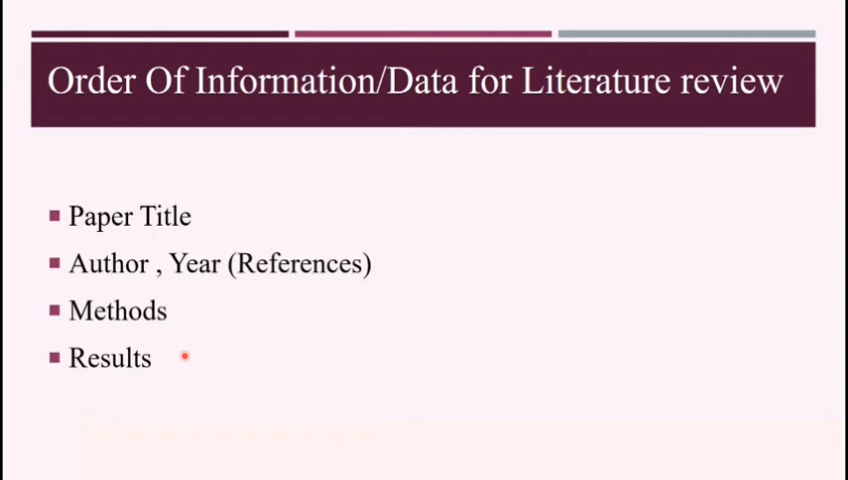 Order Of Information/Data for Literature review
Paper Title
Author , Year (References)
Methods
Results